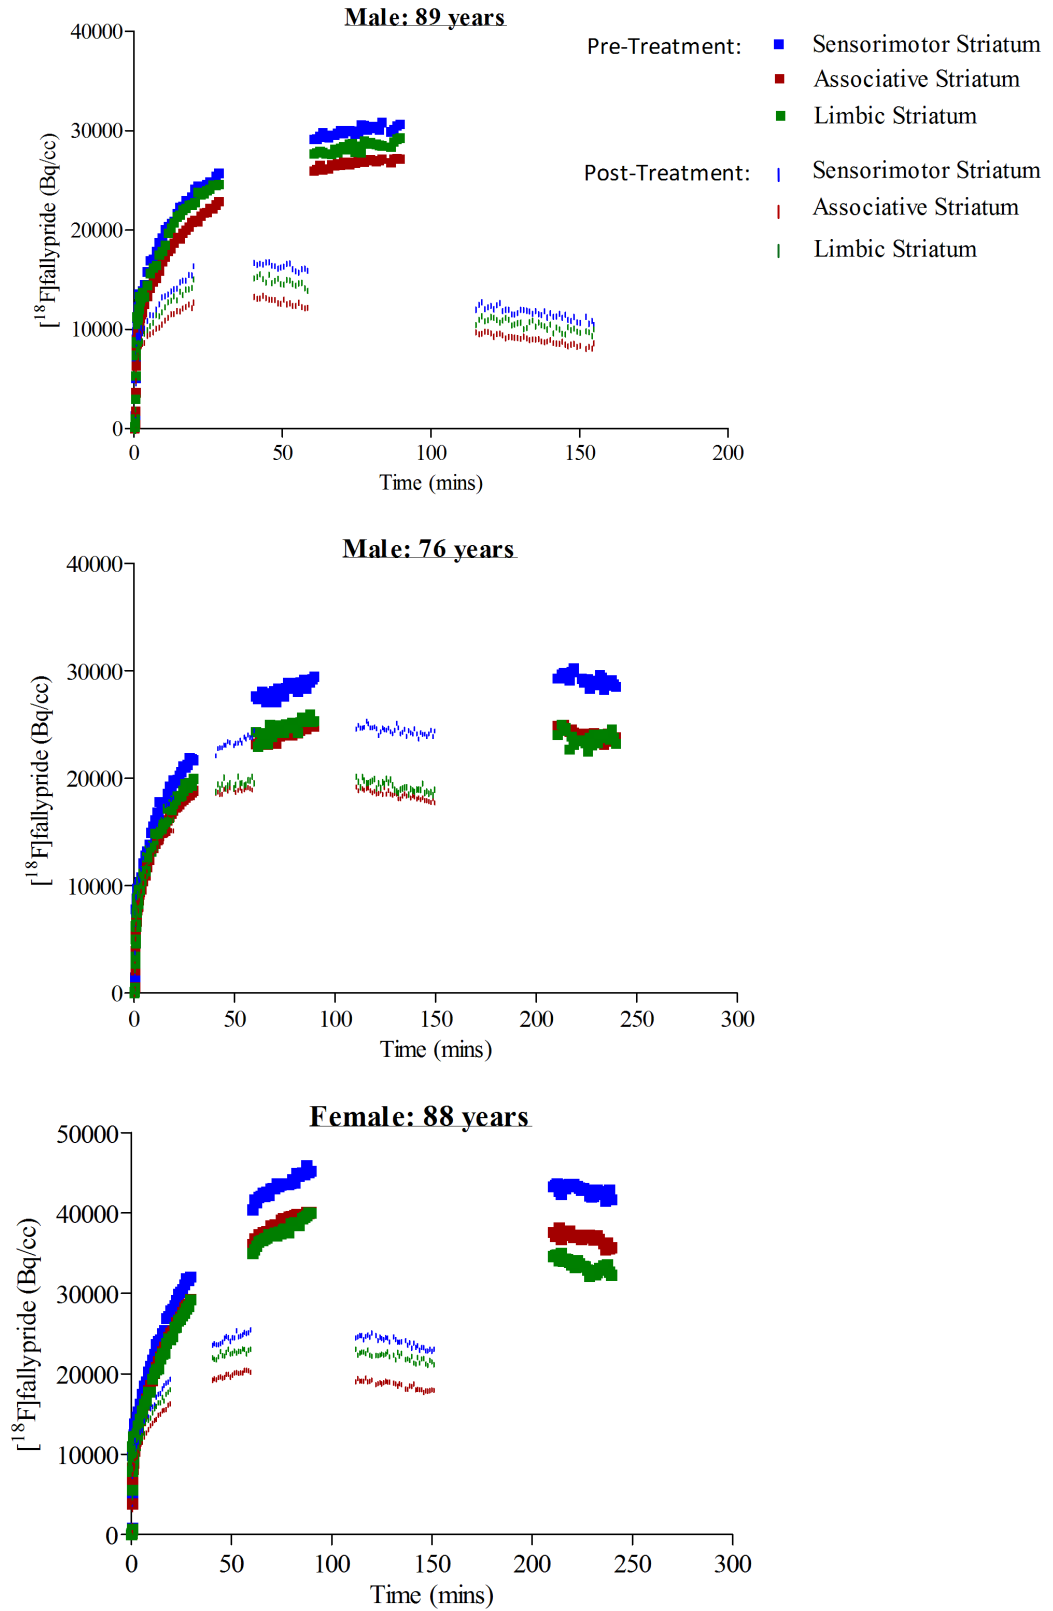 Male: 89 years
Pre-Treatment:
Sensorimotor Striatum
Associative Striatum
Limbic Striatum
Post-Treatment:
Sensorimotor Striatum
Associative Striatum
Limbic Striatum
[¹⁸F]fallypride (Bq/cc)
40000
30000
20000
10000
0
0 50 100 150 200
Time (mins)
Male: 76 years
[¹⁸F]fallypride (Bq/cc)
40000
30000
20000
10000
0
0 50 100 150 200 250 300
Time (mins)
Female: 88 years
[¹⁸F]fallypride (Bq/cc)
50000
40000
30000
20000
10000
0
0 50 100 150 200 250 300
Time (mins)